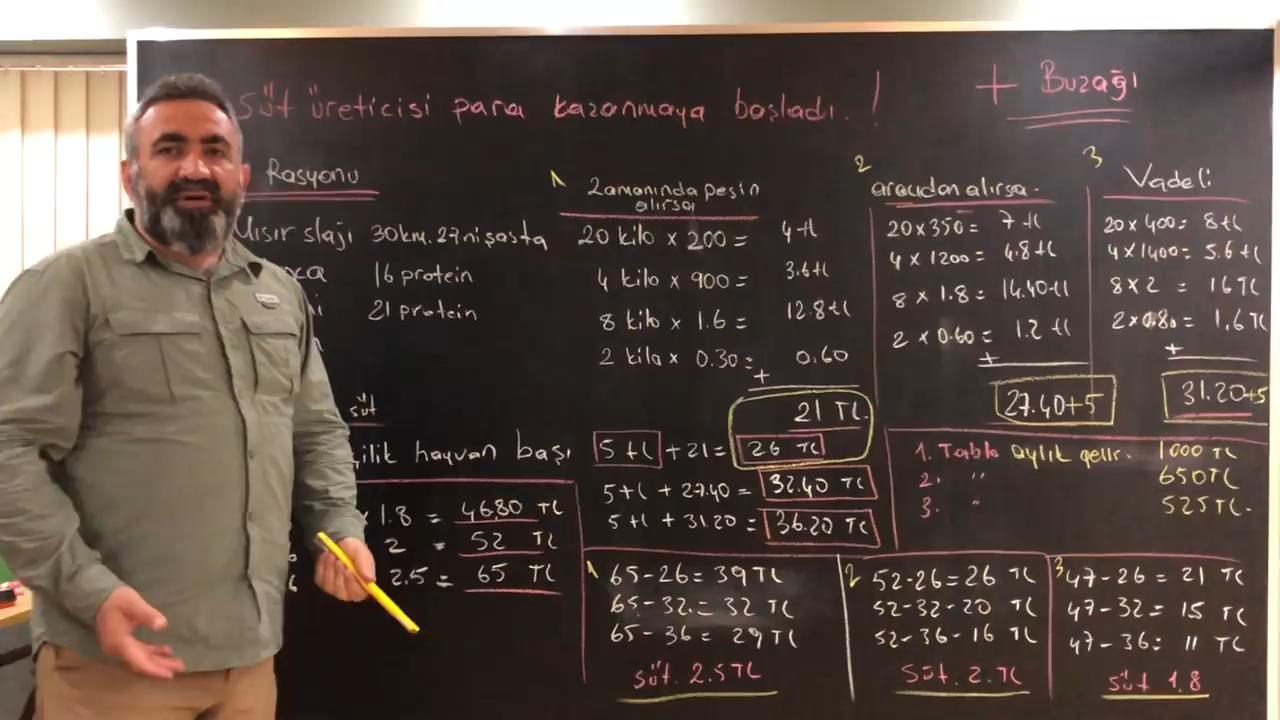 Süt üreticisi para kazanmaya başladı. !
+ Buzağı
Rasyonu
Mısır slajı 30km. 27nişasta
16 protein
21 protein
süt
hayvan başı
x 1.8 = 46.80 TL
2 = 52 TL
2.5 = 65 TL
1 Zamanında peşin
alırsa
20 kilo x 200 = 4 tl
4 kilo x 900 = 3.6 tl
8 kilo x 1.6 = 12.8 tl
2 kilo x 0.30 = 0.60
+
21 TL.
5 tl + 21 = 26 TL
5 tl + 27.40 = 32.40 TL
5 tl + 31.20 = 36.20 TL
2 aracıdan alırsa.
20 x 350 = 7 tl
4 x 1200 = 4.8 tl
8 x 1.8 = 14.40 tl
2 x 0.60 = 1.2 tl
+
27.40+5
3 Vadeli
20 x 400 = 8 tl
4 x 1400 = 5.6 tl
8 x 2 = 16 TL
2 x 0.80 = 1.6 TL
+
31.20+5
1. Tablo aylık gelir. 1000 TL
2. " 650 TL
3. " 525 TL.
1 65-26 = 39 TL
65-32 = 32 TL
65-36 = 29 TL
Süt. 2.5 TL
2 52-26 = 26 TL
52-32-20 TL
52-36-16 TL
Süt. 2. TL
3 47-26 = 21 TL
47-32 = 15 TL
47-36 = 11 TL
Süt 1.8